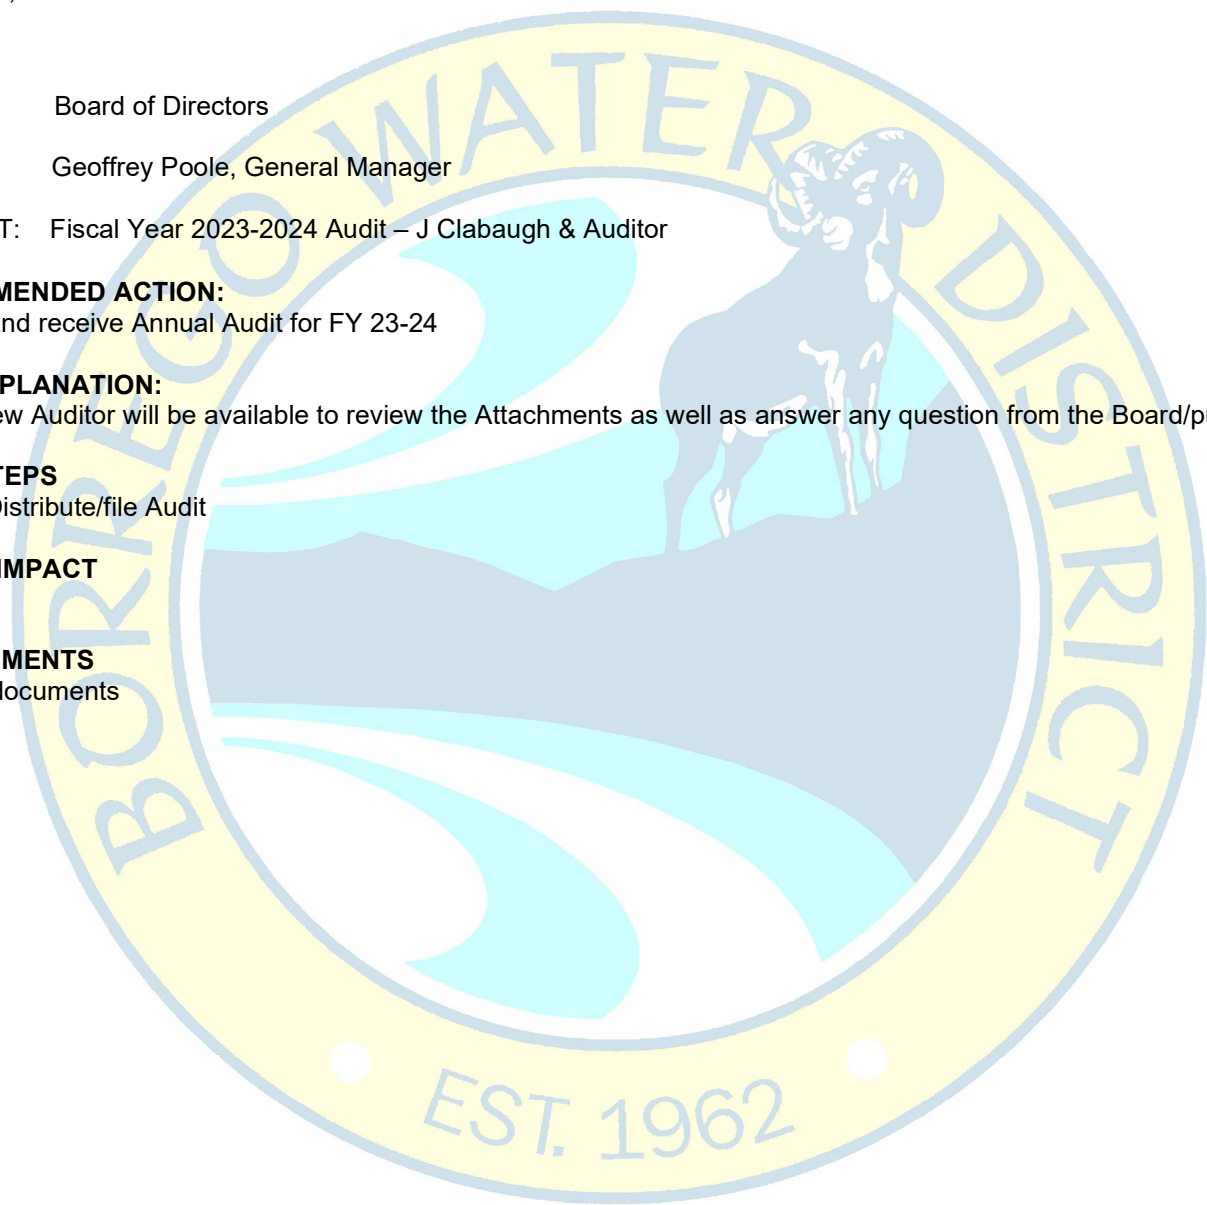 Board of Directors
Geoffrey Poole, General Manager
T: Fiscal Year 2023-2024 Audit – J Clabaugh & Auditor
MENDED ACTION:
nd receive Annual Audit for FY 23-24
PLANATION:
ew Auditor will be available to review the Attachments as well as answer any question from the Board/pu
TEPS
Distribute/file Audit
IMPACT
MENTS
documents
BORREGO WATER DISTRICT
EST. 1962